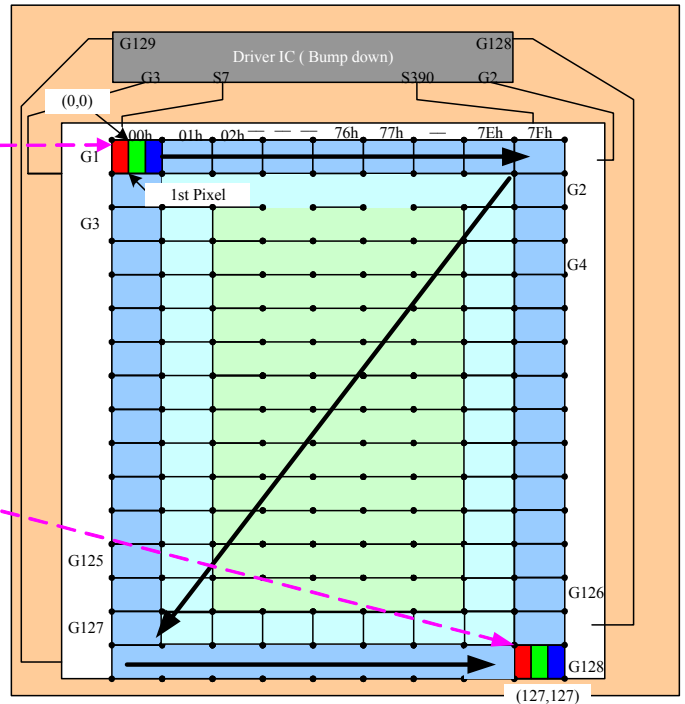 G129
G128
Driver IC ( Bump down)
G3
S7
S390
G2
(0,0)
00h 01h 02h — — — 76h 77h — 7Eh 7Fh
G1
1st Pixel
G2
G3
G4
G125
G126
G127
G128
(127,127)